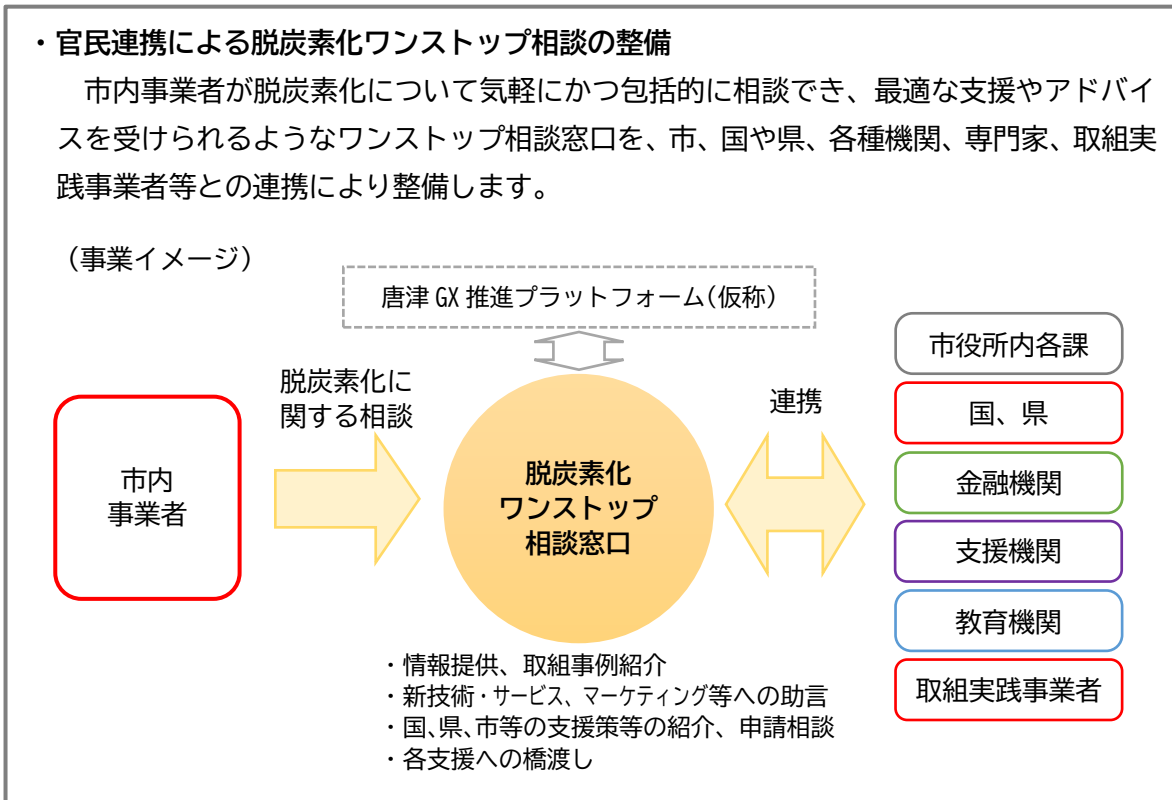 ・官民連携による脱炭素化ワンストップ相談の整備
市内事業者が脱炭素化について気軽にかつ包括的に相談でき、最適な支援やアドバイ
スを受けられるようなワンストップ相談窓口を、市、国や県、各種機関、専門家、取組実
践事業者等との連携により整備します。
（事業イメージ）
唐津 GX 推進プラットフォーム(仮称)
脱炭素化に
関する相談
市内
事業者
脱炭素化
ワンストップ
相談窓口
連携
市役所内各課
国、県
金融機関
支援機関
教育機関
取組実践事業者
・情報提供、取組事例紹介
・新技術・サービス、マーケティング等への助言
・国、県、市等の支援策等の紹介、申請相談
・各支援への橋渡し